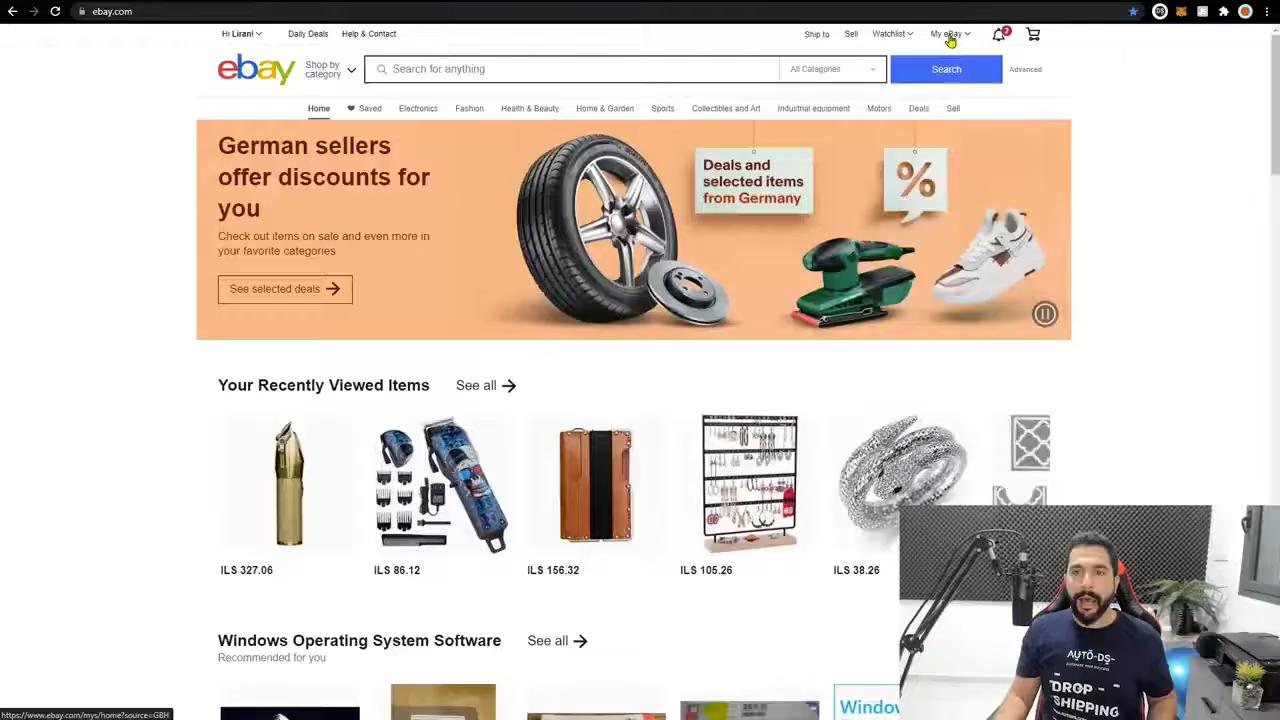 ebay.com
Hi Liran!
Daily Deals
Help & Contact
Ship to
Sell
Watchlist
My eBay
2
ebay
Shop by
category
Search for anything
All Categories
Search
Advanced
Home
Saved
Electronics
Fashion
Health & Beauty
Home & Garden
Sports
Collectibles and Art
Industrial equipment
Motors
Deals
Sell
German sellers
offer discounts for
you
Check out items on sale and even more in
your favorite categories
See selected deals
Deals and
selected items
from Germany
%
Your Recently Viewed Items
See all
ILS 327.06
ILS 86.12
ILS 156.32
ILS 105.26
ILS 38.26
Windows Operating System Software
See all
Recommended for you
Windo
AUTO-DS
DROP
SHIPPING
https://www.ebay.com/mys/home?source=GBH